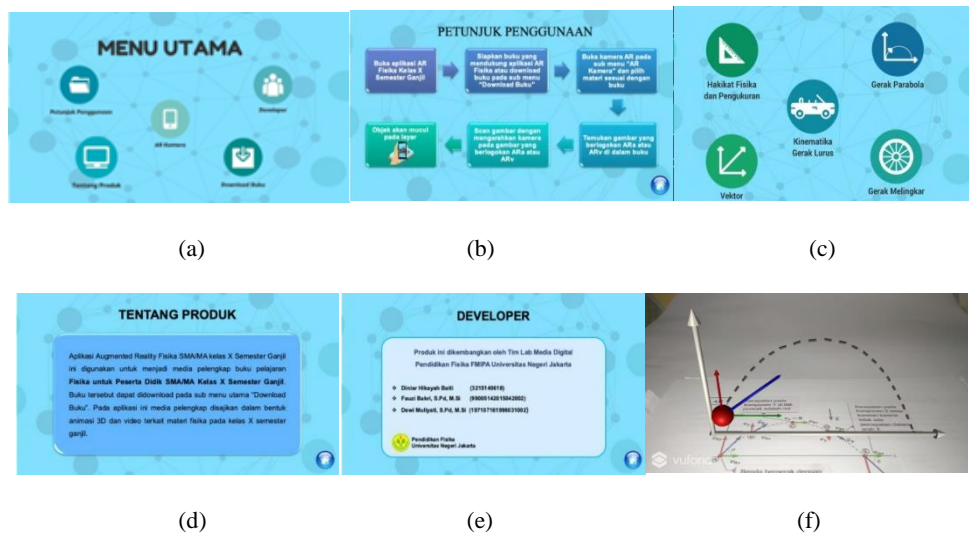 MENU UTAMA
Petunjuk Penggunaan
Developer
AR Kamera
Tentang Produk
Download Buku
(a)
PETUNJUK PENGGUNAAN
Buka aplikasi AR
Fisika Kelas X
Semester Ganjil
Siapkan buku yang
mendukung aplikasi AR
Fisika atau download
buku pada sub menu
"Download Buku"
Buka kamera AR pada
sub menu "AR
Kamera" dan pilih
materi sesuai dengan
buku
Objek akan mucul
pada layar
Scan gambar dengan
mengarahkan kamera
pada gambar yang
berlogokan ARa atau
ARv
Temukan gambar yang
berlogokan ARa atau
ARv di dalam buku
(b)
Hakikat Fisika
dan Pengukuran
Gerak Parabola
Kinematika
Gerak Lurus
Vektor
Gerak Melingkar
(c)
TENTANG PRODUK
Aplikasi Augmented Reality Fisika SMA/MA kelas X Semester Ganjil
ini digunakan untuk menjadi media pelengkap buku pelajaran
Fisika untuk Peserta Didik SMA/MA Kelas X Semester Ganjil.
Buku tersebut dapat didownload pada sub menu utama "Download
Buku". Pada aplikasi ini media pelengkap disajikan dalam bentuk
animasi 3D dan video terkait materi fisika pada kelas X semester
ganjil.
(d)
DEVELOPER
Produk ini dikembangkan oleh Tim Lab Media Digital
Pendidikan Fisika FMIPA Universitas Negeri Jakarta
Diniar Hikayah Baiti
Fauzi Bakri, S.Pd, M.Si
Dewi Muliyati, S.Pd, M.Si
Pendidikan Fisika
Universitas Negeri Jakarta
(e)
vuforia
(f)